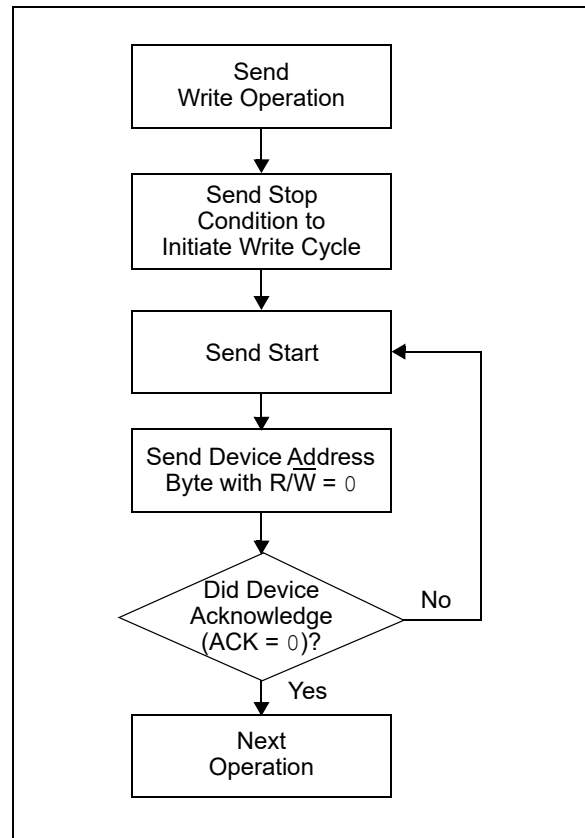 Send
Write Operation
Send Stop
Condition to
Initiate Write Cycle
Send Start
Send Device Address
Byte with R/W̅ = 0
Did Device
Acknowledge
(ACK = 0)?
No
Yes
Next
Operation